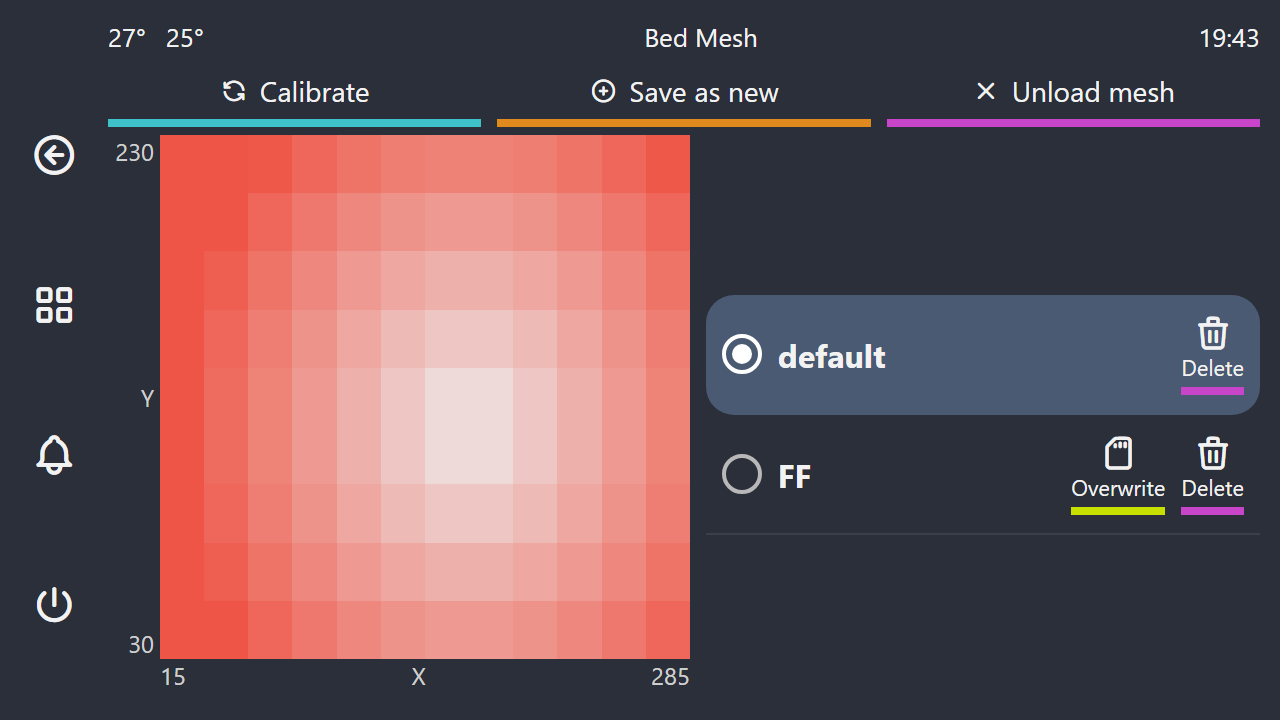 27° 25° Bed Mesh 19:43
Calibrate Save as new Unload mesh
230
Y
30
15 X 285
default Delete
FF Overwrite Delete